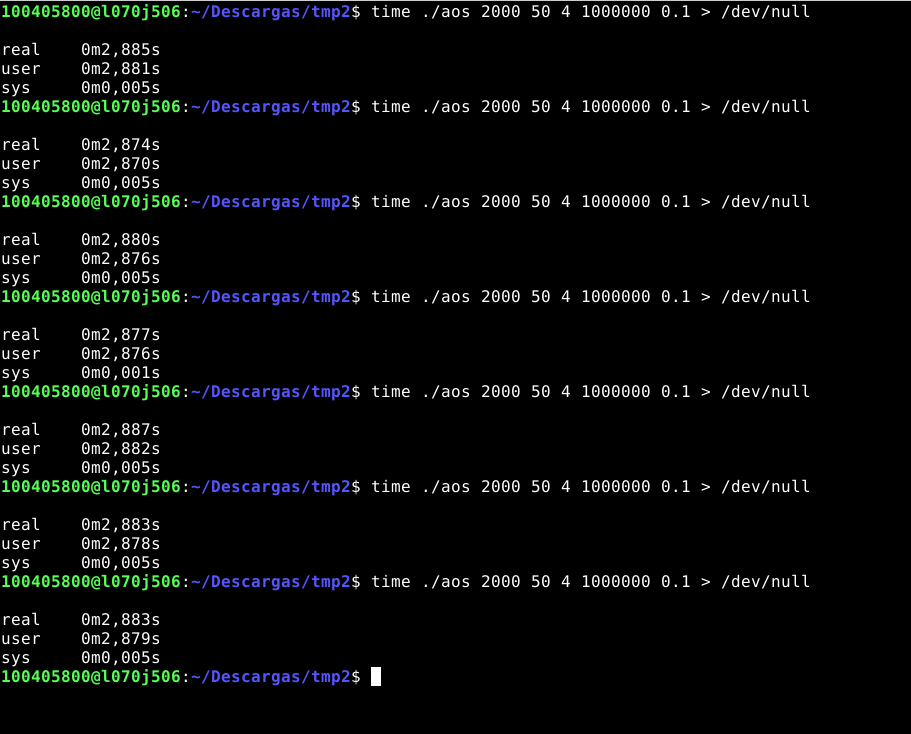 100405800@l070j506:~/Descargas/tmp2$ time ./aos 2000 50 4 1000000 0.1 > /dev/null
real    0m2,885s
user    0m2,881s
sys     0m0,005s
100405800@l070j506:~/Descargas/tmp2$ time ./aos 2000 50 4 1000000 0.1 > /dev/null
real    0m2,874s
user    0m2,870s
sys     0m0,005s
100405800@l070j506:~/Descargas/tmp2$ time ./aos 2000 50 4 1000000 0.1 > /dev/null
real    0m2,880s
user    0m2,876s
sys     0m0,005s
100405800@l070j506:~/Descargas/tmp2$ time ./aos 2000 50 4 1000000 0.1 > /dev/null
real    0m2,877s
user    0m2,876s
sys     0m0,001s
100405800@l070j506:~/Descargas/tmp2$ time ./aos 2000 50 4 1000000 0.1 > /dev/null
real    0m2,887s
user    0m2,882s
sys     0m0,005s
100405800@l070j506:~/Descargas/tmp2$ time ./aos 2000 50 4 1000000 0.1 > /dev/null
real    0m2,883s
user    0m2,878s
sys     0m0,005s
100405800@l070j506:~/Descargas/tmp2$ time ./aos 2000 50 4 1000000 0.1 > /dev/null
real    0m2,883s
user    0m2,879s
sys     0m0,005s
100405800@l070j506:~/Descargas/tmp2$